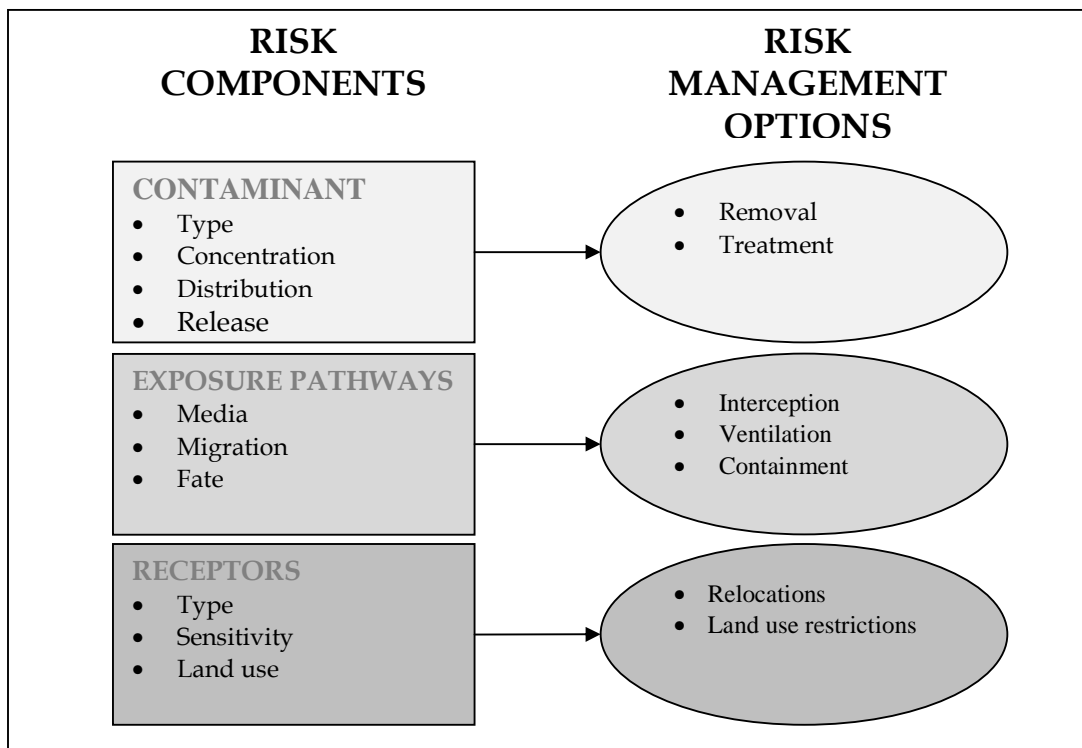 RISK
COMPONENTS
RISK
MANAGEMENT
OPTIONS
CONTAMINANT
• Type
• Concentration
• Distribution
• Release
• Removal
• Treatment
EXPOSURE PATHWAYS
• Media
• Migration
• Fate
• Interception
• Ventilation
• Containment
RECEPTORS
• Type
• Sensitivity
• Land use
• Relocations
• Land use restrictions